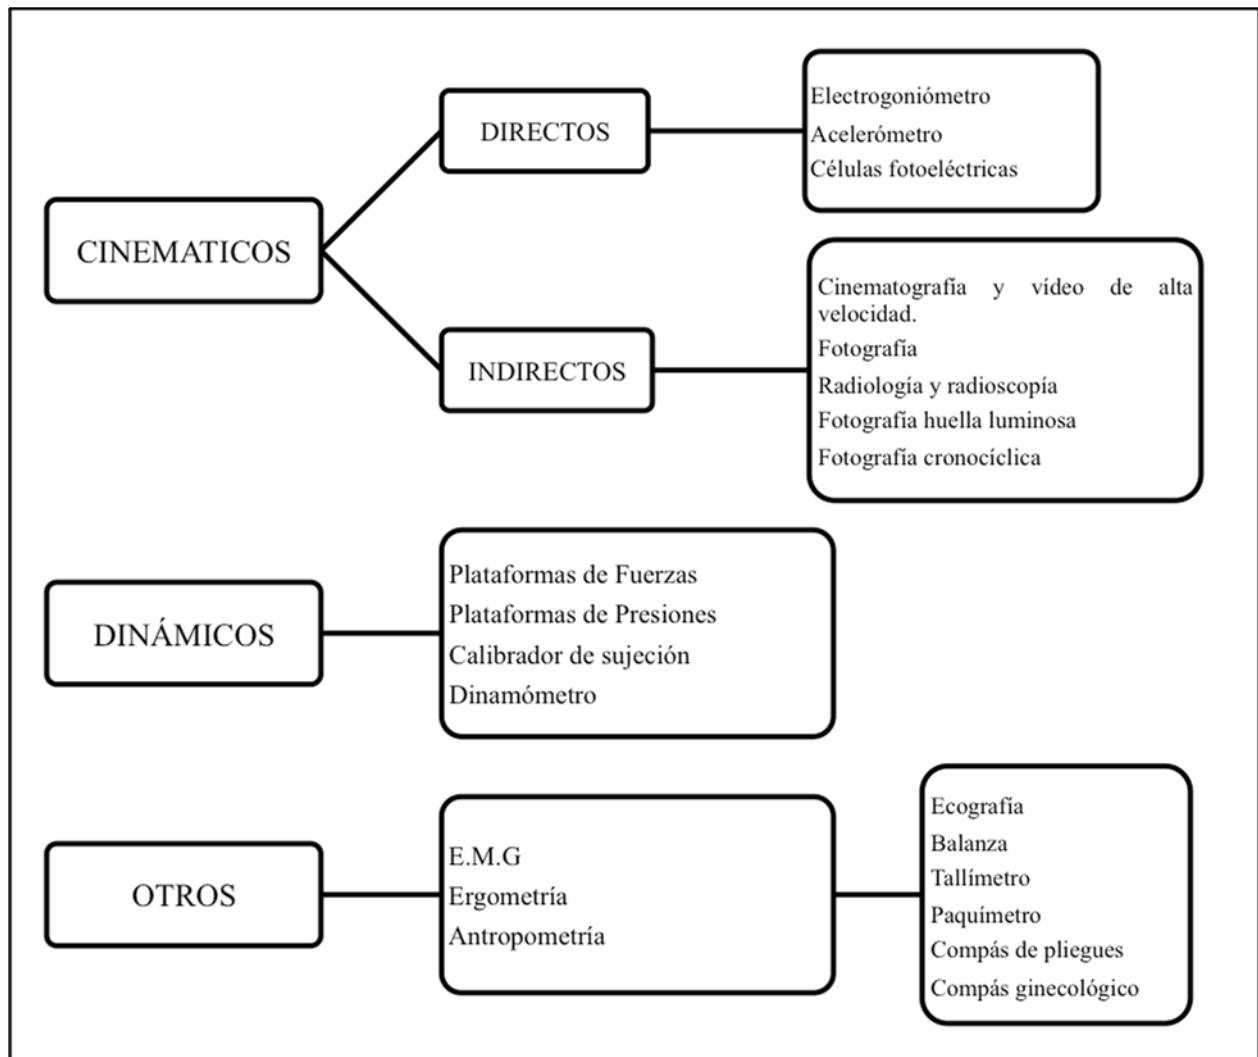 CINEMATICOS
DIRECTOS
Electrogoniómetro
Acelerómetro
Células fotoeléctricas
INDIRECTOS
Cinematografía y vídeo de alta
velocidad.
Fotografía
Radiología y radioscopía
Fotografía huella luminosa
Fotografía cronocíclica
DINÁMICOS
Plataformas de Fuerzas
Plataformas de Presiones
Calibrador de sujeción
Dinamómetro
OTROS
E.M.G
Ergometría
Antropometría
Ecografía
Balanza
Tallímetro
Paquímetro
Compás de pliegues
Compás ginecológico